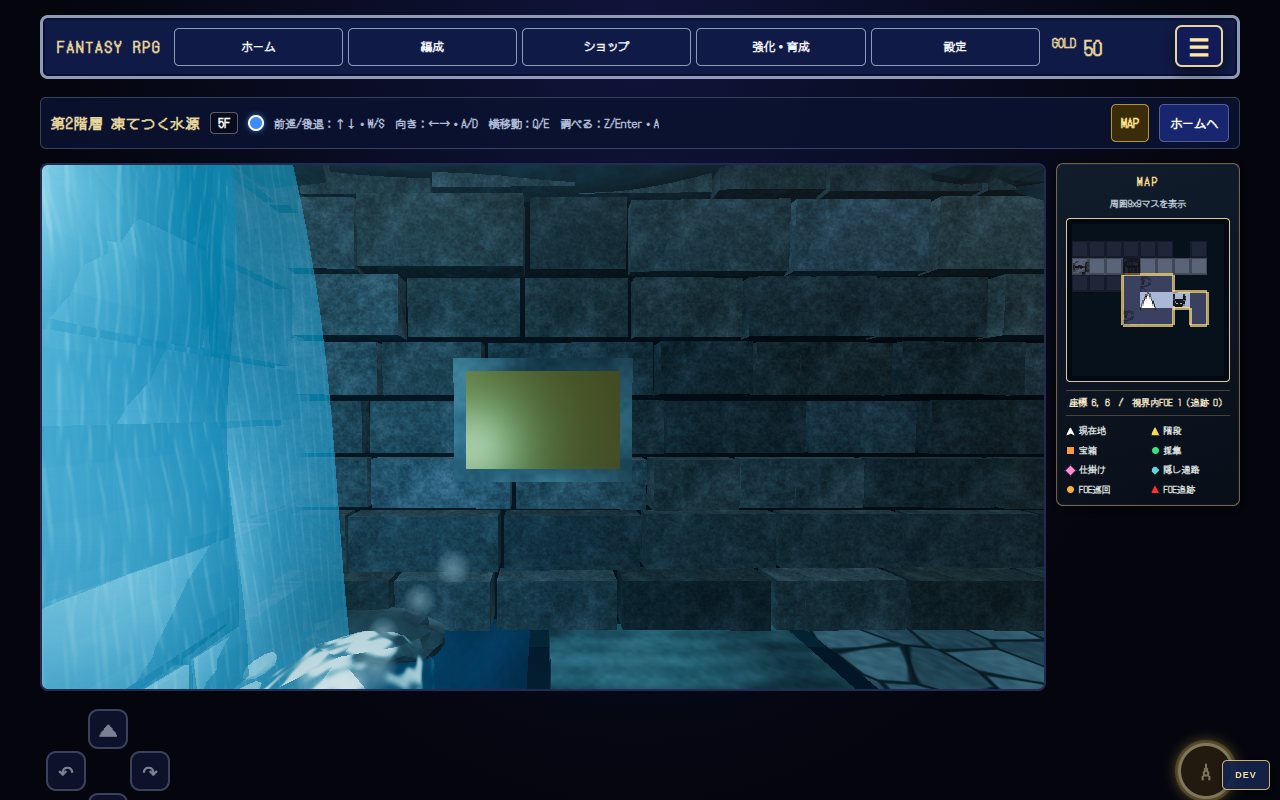 FANTASY RPG
ホーム
編成
ショップ
強化・育成
設定
GOLD 50
第2階層 凍てつく水源 5F 前進/後退:↑↓・W/S 向き:←→・A/D 横移動:Q/E 調べる:Z/Enter・A
MAP
ホームへ
MAP
周囲9x9マスを表示
座標 6, 6 / 視界内FOE 1 (追跡 0)
現在地 階段
宝箱 採集
仕掛け 隠し通路
FOE巡回 FOE追跡
A
DEV